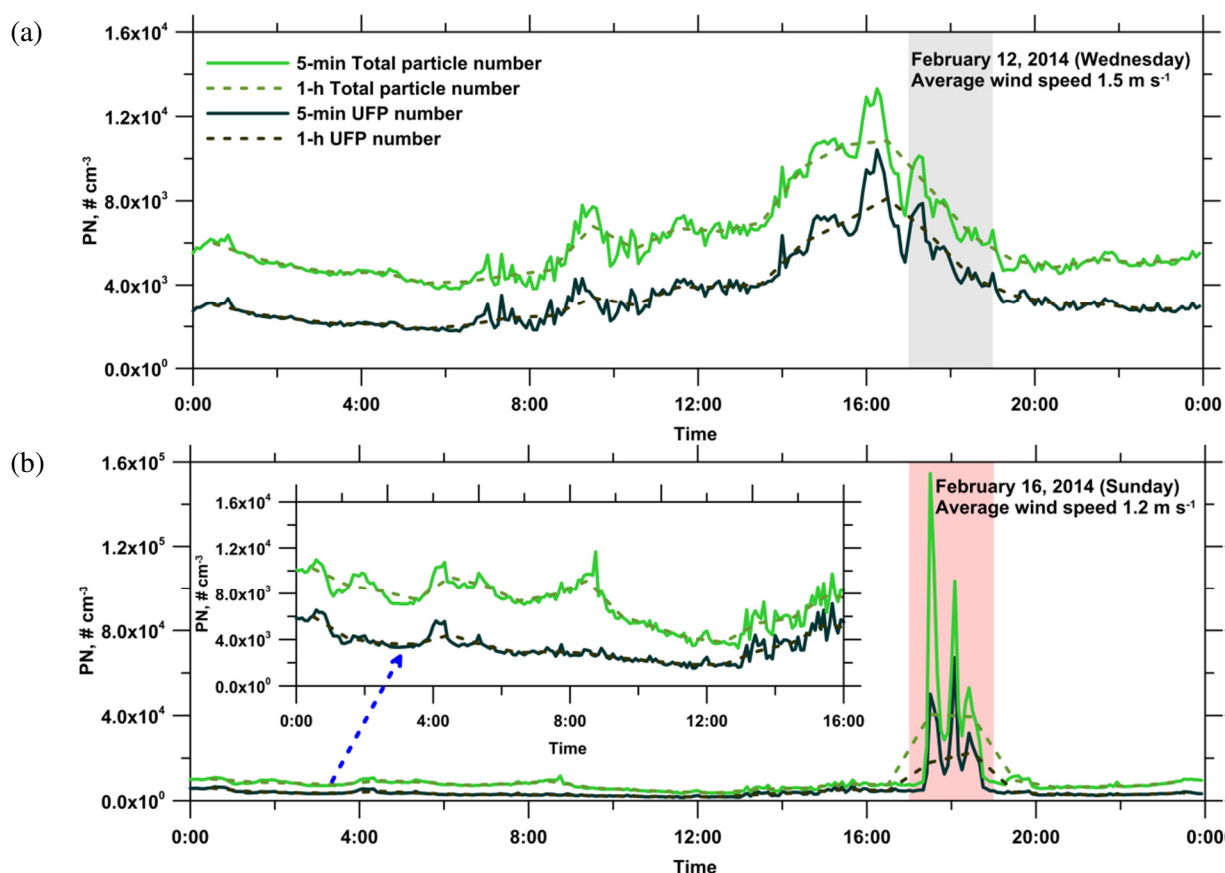 (a)
1.6x10⁴
1.2x10⁴
8.0x10³
4.0x10³
0.0x10⁰
PN, # cm⁻³
5-min Total particle number
1-h Total particle number
5-min UFP number
1-h UFP number
February 12, 2014 (Wednesday)
Average wind speed 1.5 m s⁻¹
0:00 4:00 8:00 12:00 16:00 20:00 0:00
Time
(b)
1.6x10⁵
1.2x10⁵
8.0x10⁴
4.0x10⁴
0.0x10⁰
PN, # cm⁻³
1.6x10⁴
1.2x10⁴
8.0x10³
4.0x10³
0.0x10⁰
PN, # cm⁻³
0:00 4:00 8:00 12:00 16:00
Time
February 16, 2014 (Sunday)
Average wind speed 1.2 m s⁻¹
0:00 4:00 8:00 12:00 16:00 20:00 0:00
Time